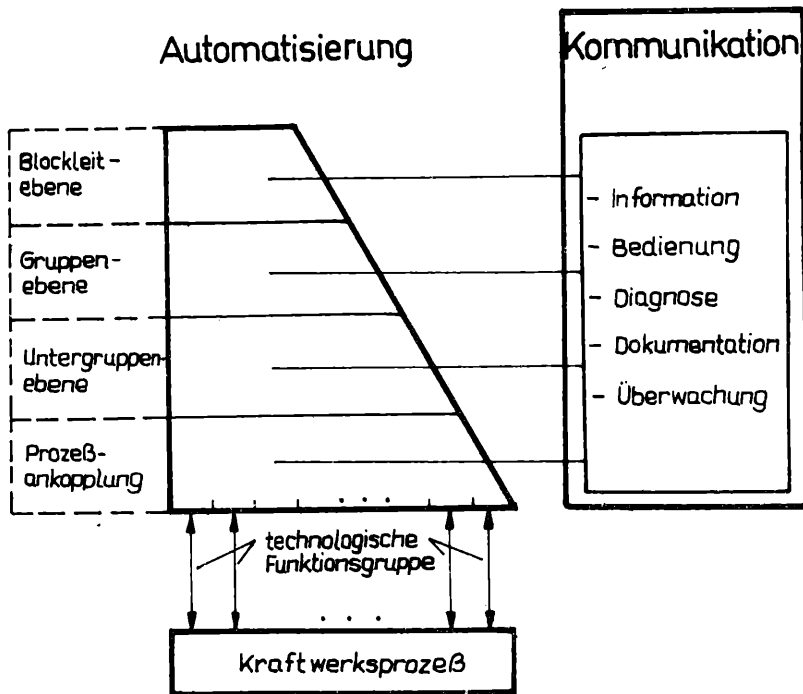 Automatisierung
Kommunikation
Blockleit-
ebene
Gruppen-
ebene
Untergruppen-
ebene
Prozeß-
ankopplung
- Information
- Bedienung
- Diagnose
- Dokumentation
- Überwachung
. . .
technologische
Funktionsgruppe
. . .
Kraftwerksprozeß